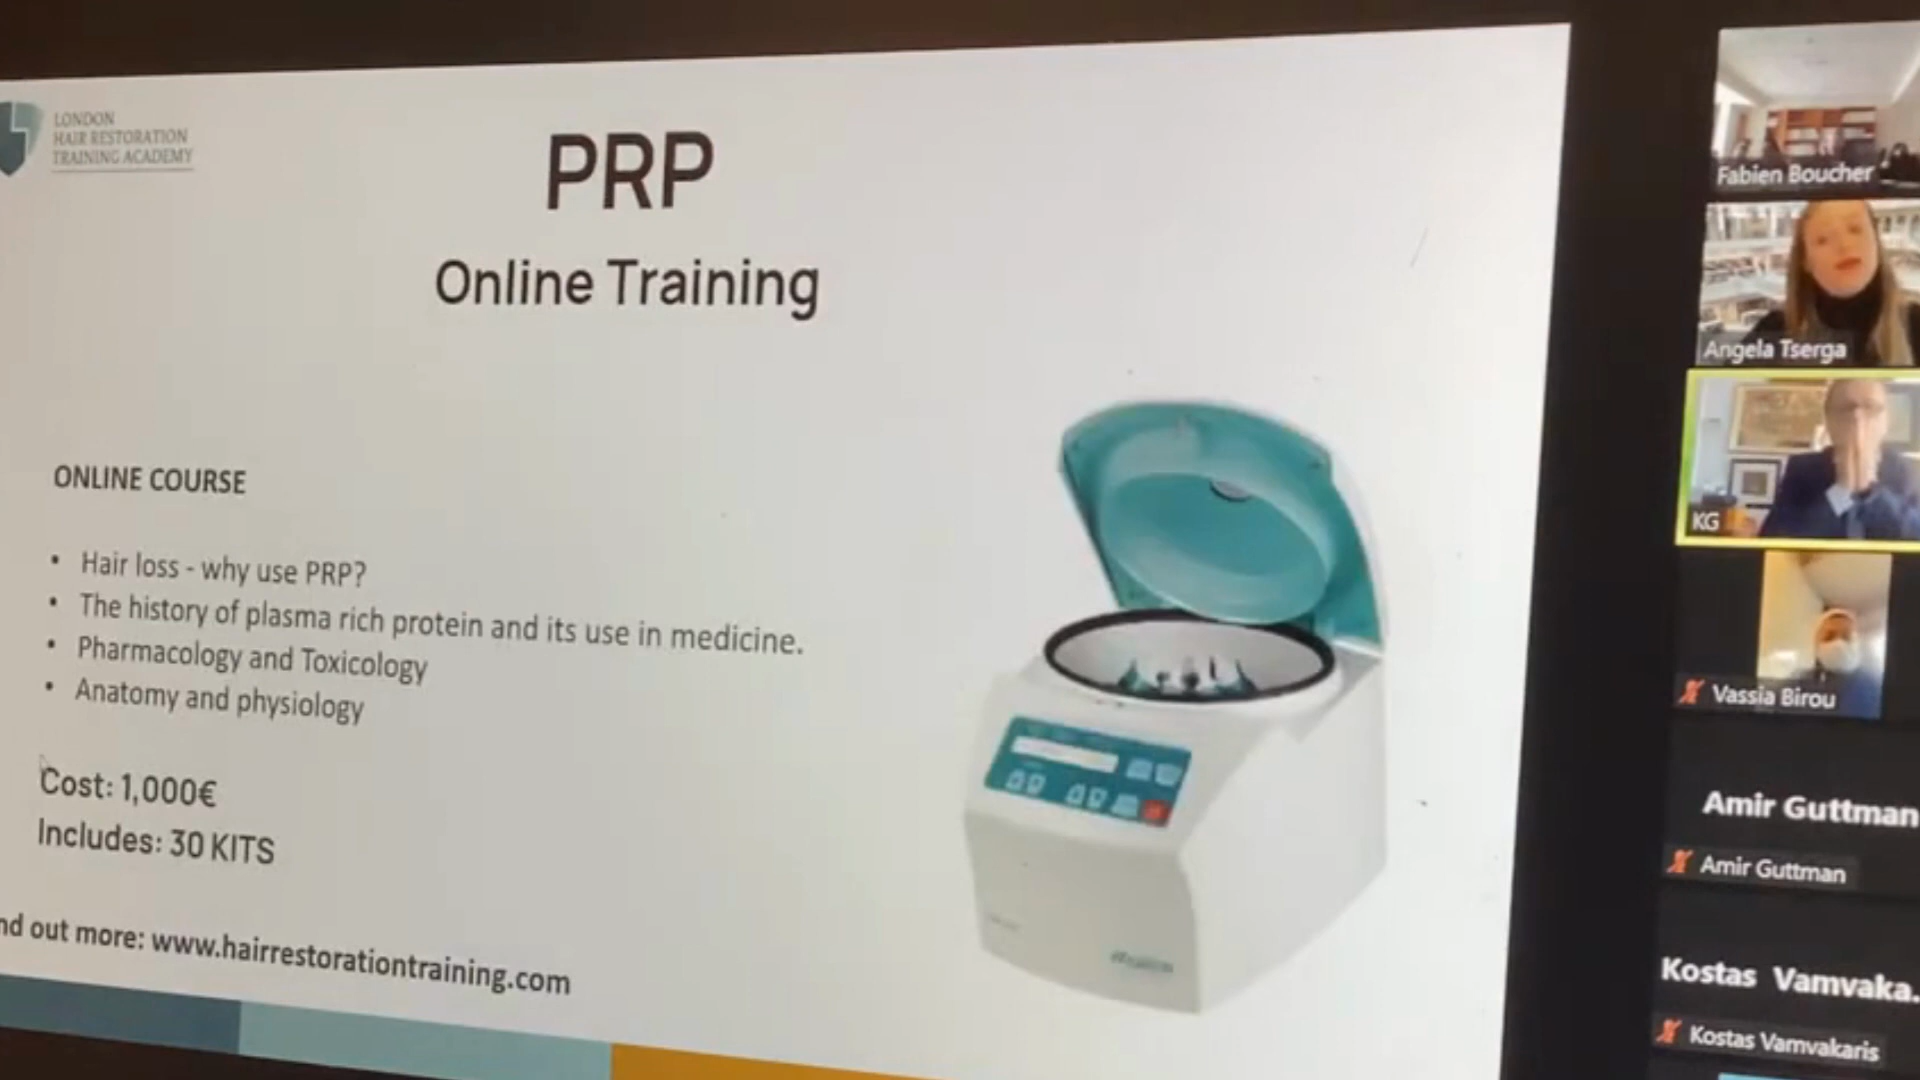 LONDON
HAIR RESTORATION
TRAINING ACADEMY
PRP
Online Training
ONLINE COURSE
• Hair loss - why use PRP?
• The history of plasma rich protein and its use in medicine.
• Pharmacology and Toxicology
• Anatomy and physiology
Cost: 1,000€
Includes: 30 KITS
nd out more: www.hairrestorationtraining.com
Fabien Boucher
Angela Tserga
KG
Vassia Birou
Amir Guttman
Amir Guttman
Kostas Vamvaka..
Kostas Vamvakaris